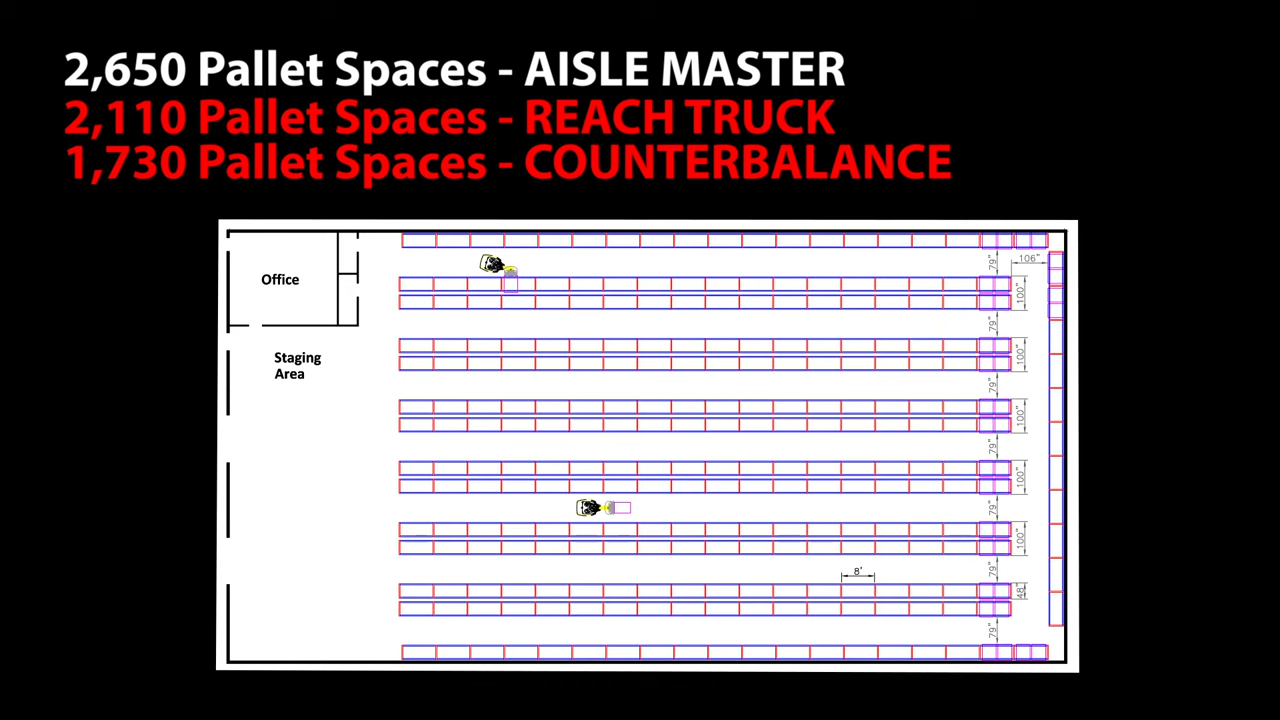 2,650 Pallet Spaces - AISLE MASTER
2,110 Pallet Spaces - REACH TRUCK
1,730 Pallet Spaces - COUNTERBALANCE
79"
106"
Office
100"
79"
Staging
Area
100"
79"
100"
79"
100"
79"
100"
79"
8'
48"
79"